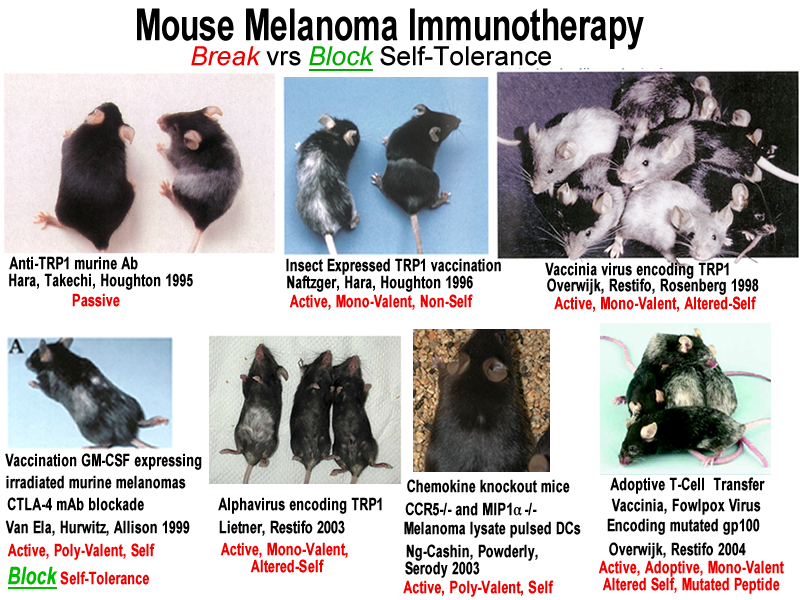 Mouse Melanoma Immunotherapy
Break vrs Block Self-Tolerance
Anti-TRP1 murine Ab
Hara, Takechi, Houghton 1995
Passive
Insect Expressed TRP1 vaccination
Naftzger, Hara, Houghton 1996
Active, Mono-Valent, Non-Self
Vaccinia virus encoding TRP1
Overwijk, Restifo, Rosenberg 1998
Active, Mono-Valent, Altered-Self
A
Vaccination GM-CSF expressing
irradiated murine melanomas
CTLA-4 mAb blockade
Van Ela, Hurwitz, Allison 1999
Active, Poly-Valent, Self
Block Self-Tolerance
Alphavirus encoding TRP1
Lietner, Restifo 2003
Active, Mono-Valent,
Altered-Self
Chemokine knockout mice
CCR5-/- and MIP1α -/-
Melanoma lysate pulsed DCs
Ng-Cashin, Powderly,
Serody 2003
Active, Poly-Valent, Self
Adoptive T-Cell Transfer
Vaccinia, Fowlpox Virus
Encoding mutated gp100
Overwijk, Restifo 2004
Active, Adoptive, Mono-Valent
Altered Self, Mutated Peptide